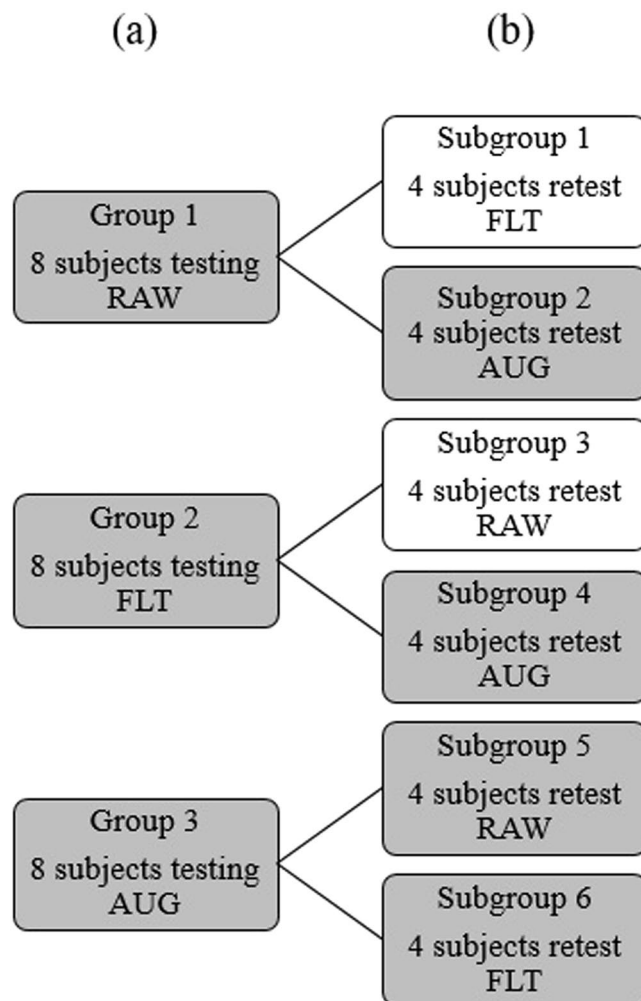 (a)
(b)
Group 1
8 subjects testing
RAW
Subgroup 1
4 subjects retest
FLT
Subgroup 2
4 subjects retest
AUG
Group 2
8 subjects testing
FLT
Subgroup 3
4 subjects retest
RAW
Subgroup 4
4 subjects retest
AUG
Group 3
8 subjects testing
AUG
Subgroup 5
4 subjects retest
RAW
Subgroup 6
4 subjects retest
FLT